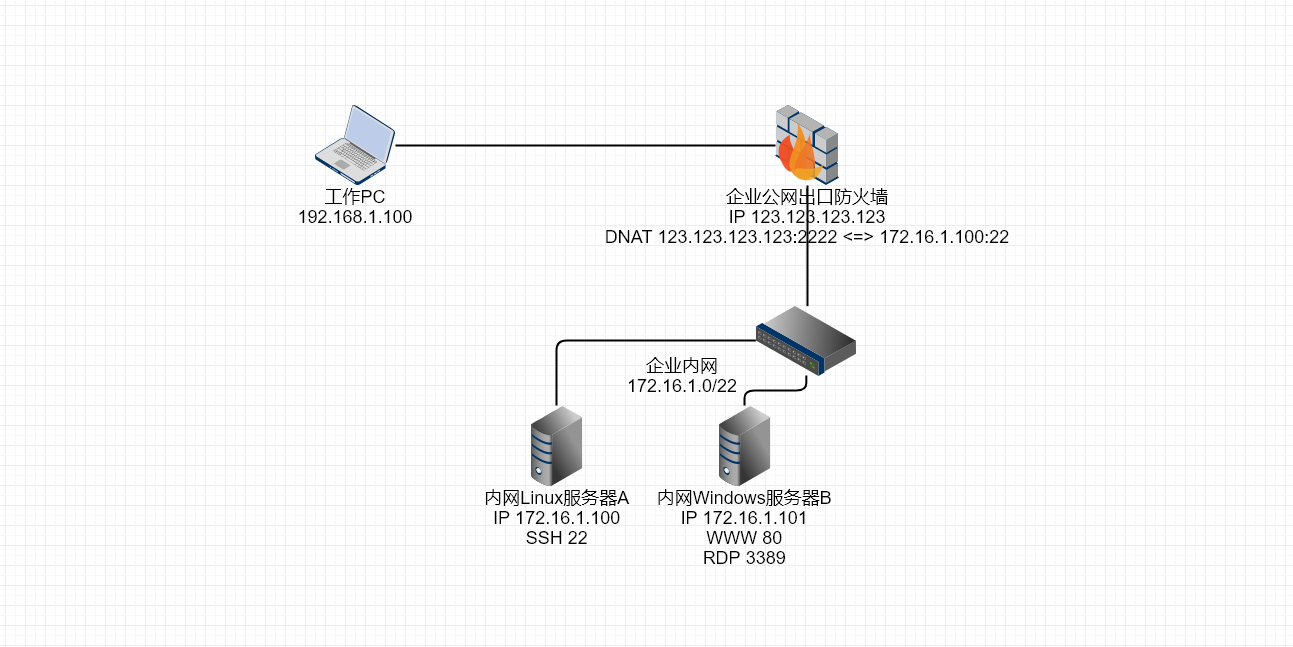 工作PC
192.168.1.100
企业公网出口防火墙
IP 123.123.123.123
DNAT 123.123.123.123:2222 <=> 172.16.1.100:22
企业内网
172.16.1.0/22
内网Linux服务器A
IP 172.16.1.100
SSH 22
内网Windows服务器B
IP 172.16.1.101
WWW 80
RDP 3389